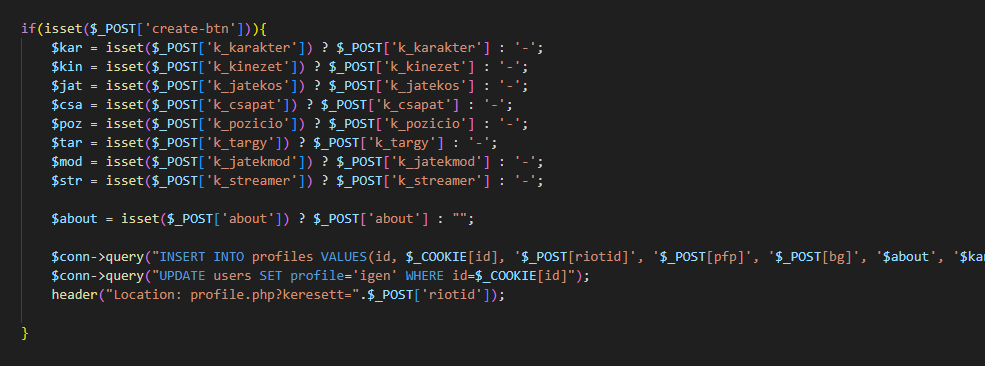 if(isset($_POST['create-btn'])){
$kar = isset($_POST['k_karakter']) ? $_POST['k_karakter'] : '-';
$kin = isset($_POST['k_kinezet']) ? $_POST['k_kinezet'] : '-';
$jat = isset($_POST['k_jatekos']) ? $_POST['k_jatekos'] : '-';
$csa = isset($_POST['k_csapat']) ? $_POST['k_csapat'] : '-';
$poz = isset($_POST['k_pozicio']) ? $_POST['k_pozicio'] : '-';
$tar = isset($_POST['k_targy']) ? $_POST['k_targy'] : '-';
$mod = isset($_POST['k_jatekmod']) ? $_POST['k_jatekmod'] : '-';
$str = isset($_POST['k_streamer']) ? $_POST['k_streamer'] : '-';
$about = isset($_POST['about']) ? $_POST['about'] : "";
$conn->query("INSERT INTO profiles VALUES(id, $_COOKIE[id], '$_POST[riotid]', '$_POST[pfp]', '$_POST[bg]', '$about', '$kar
$conn->query("UPDATE users SET profile='igen' WHERE id=$_COOKIE[id]");
header("Location: profile.php?keresett=".$_POST['riotid']);
}